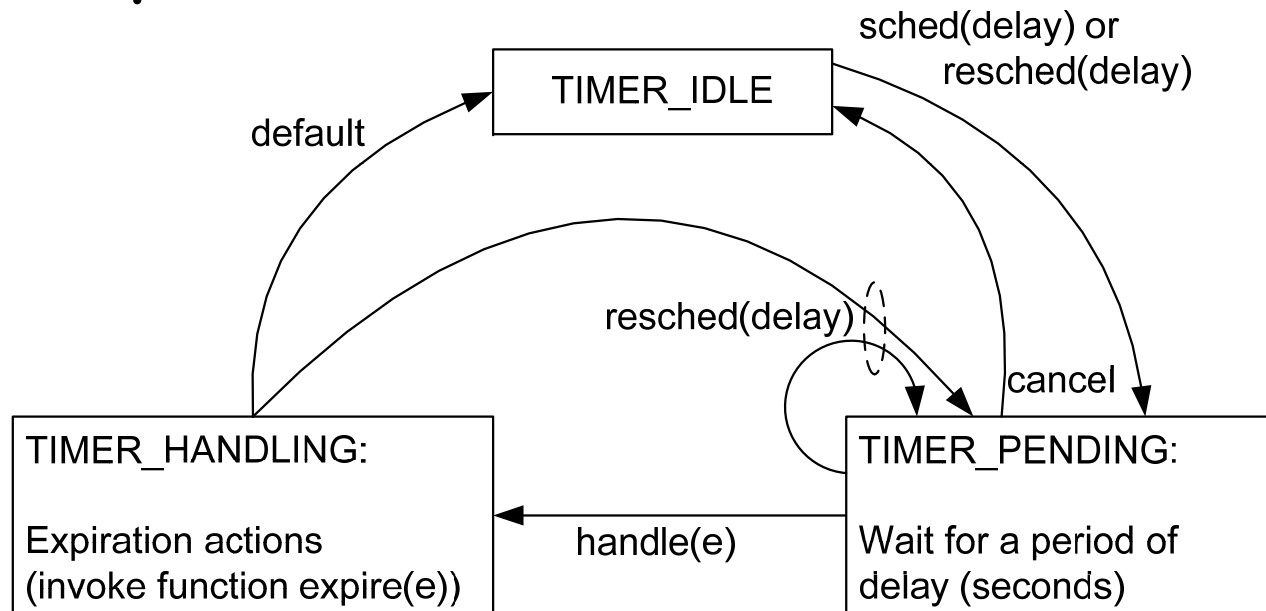 sched(delay) or
resched(delay)
TIMER_IDLE
default
resched(delay)
cancel
TIMER_HANDLING:
Expiration actions
(invoke function expire(e))
handle(e)
TIMER_PENDING:
Wait for a period of
delay (seconds)